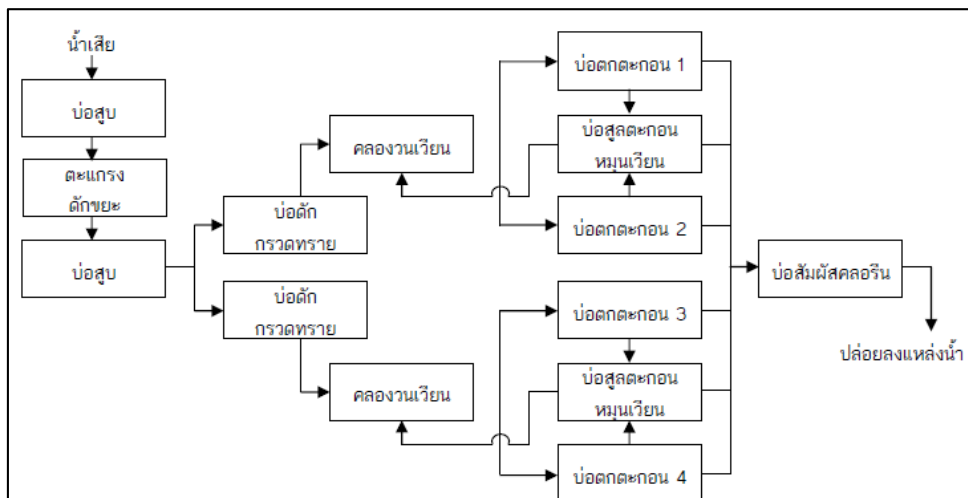 น้ำเสีย
บ่อสูบ
ตะแกรง
ดักขยะ
บ่อสูบ
บ่อดัก
กรวดทราย
บ่อดัก
กรวดทราย
คลองวนเวียน
คลองวนเวียน
บ่อตกตะกอน 1
บ่อสูลตะกอน
หมุนเวียน
บ่อตกตะกอน 2
บ่อตกตะกอน 3
บ่อสูลตะกอน
หมุนเวียน
บ่อตกตะกอน 4
บ่อสัมผัสคลอรีน
ปล่อยลงแหล่งน้ำ